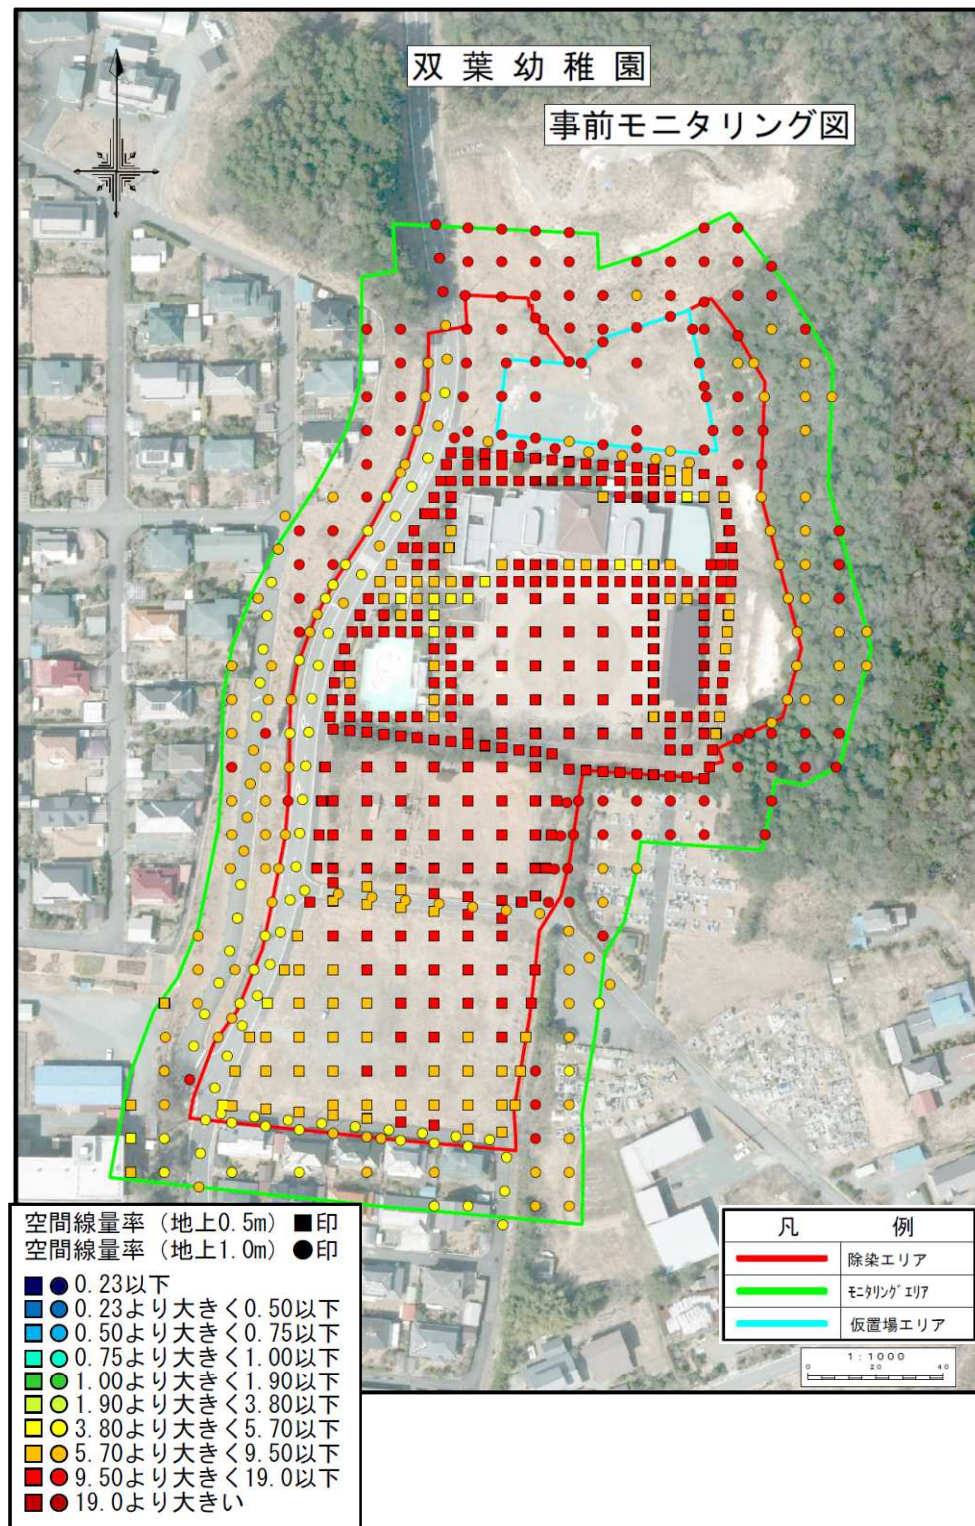 双葉幼稚園
事前モニタリング図
空間線量率（地上0.5m）■印
空間線量率（地上1.0m）●印
0.23以下
0.23より大きく0.50以下
0.50より大きく0.75以下
0.75より大きく1.00以下
1.00より大きく1.90以下
1.90より大きく3.80以下
3.80より大きく5.70以下
5.70より大きく9.50以下
9.50より大きく19.0以下
19.0より大きい
凡 例
除染エリア
モニタリングエリア
仮置場エリア
1:1000
0 20 40